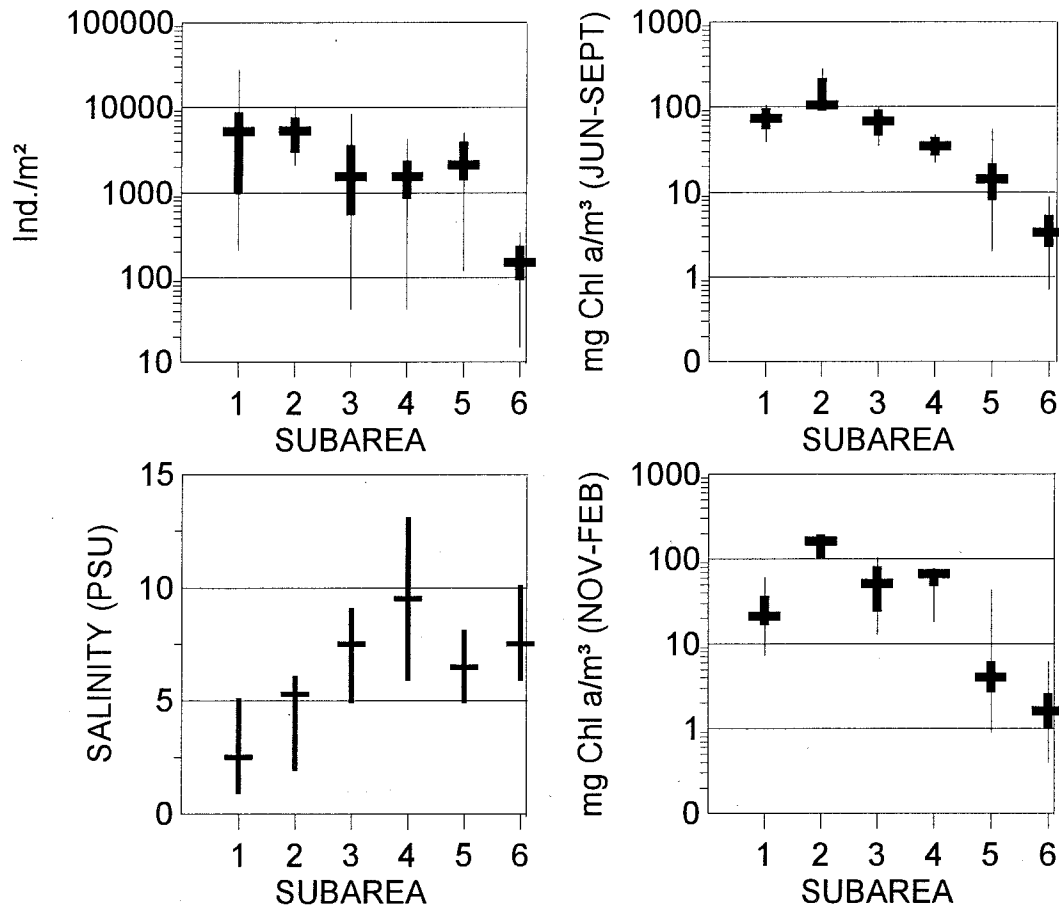 100000
10000
1000
100
10
Ind./m²
1 2 3 4 5 6
SUBAREA
1000
100
10
1
0
mg Chl a/m³ (JUN-SEPT)
1 2 3 4 5 6
SUBAREA
15
10
5
0
SALINITY (PSU)
1 2 3 4 5 6
SUBAREA
1000
100
10
1
0
mg Chl a/m³ (NOV-FEB)
1 2 3 4 5 6
SUBAREA